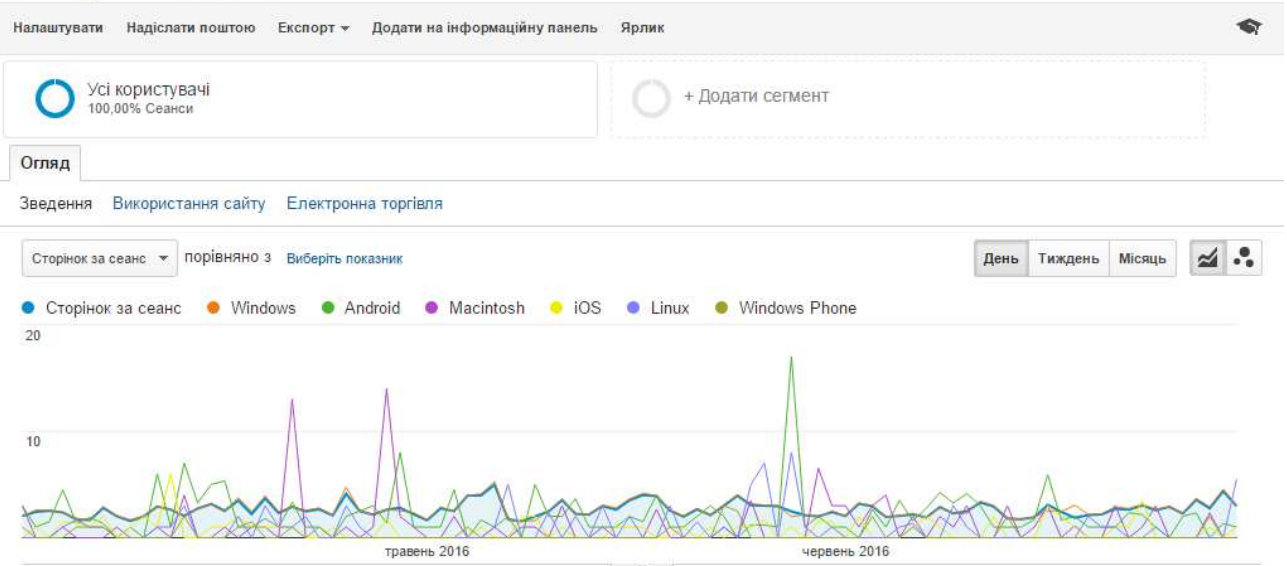 Налаштувати Надіслати поштою Експорт Додати на інформаційну панель Ярлик
Усі користувачі
100,00% Сеанси
+ Додати сегмент
Огляд
Зведення Використання сайту Електронна торгівля
Сторінок за сеанс порівняно з Виберіть показник День Тиждень Місяць
Сторінок за сеанс Windows Android Macintosh iOS Linux Windows Phone
20
10
травень 2016 червень 2016